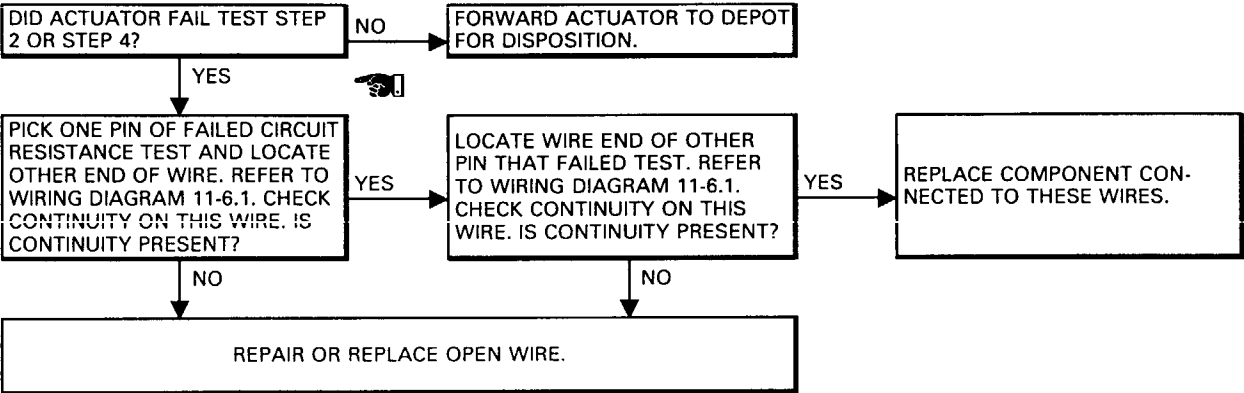 DID ACTUATOR FAIL TEST STEP
2 OR STEP 4?
NO
FORWARD ACTUATOR TO DEPOT
FOR DISPOSITION.
YES
PICK ONE PIN OF FAILED CIRCUIT
RESISTANCE TEST AND LOCATE
OTHER END OF WIRE. REFER TO
WIRING DIAGRAM 11-6.1. CHECK
CONTINUITY ON THIS WIRE. IS
CONTINUITY PRESENT?
YES
LOCATE WIRE END OF OTHER
PIN THAT FAILED TEST. REFER
TO WIRING DIAGRAM 11-6.1.
CHECK CONTINUITY ON THIS
WIRE. IS CONTINUITY PRESENT?
YES
REPLACE COMPONENT CON-
NECTED TO THESE WIRES.
NO
NO
REPAIR OR REPLACE OPEN WIRE.